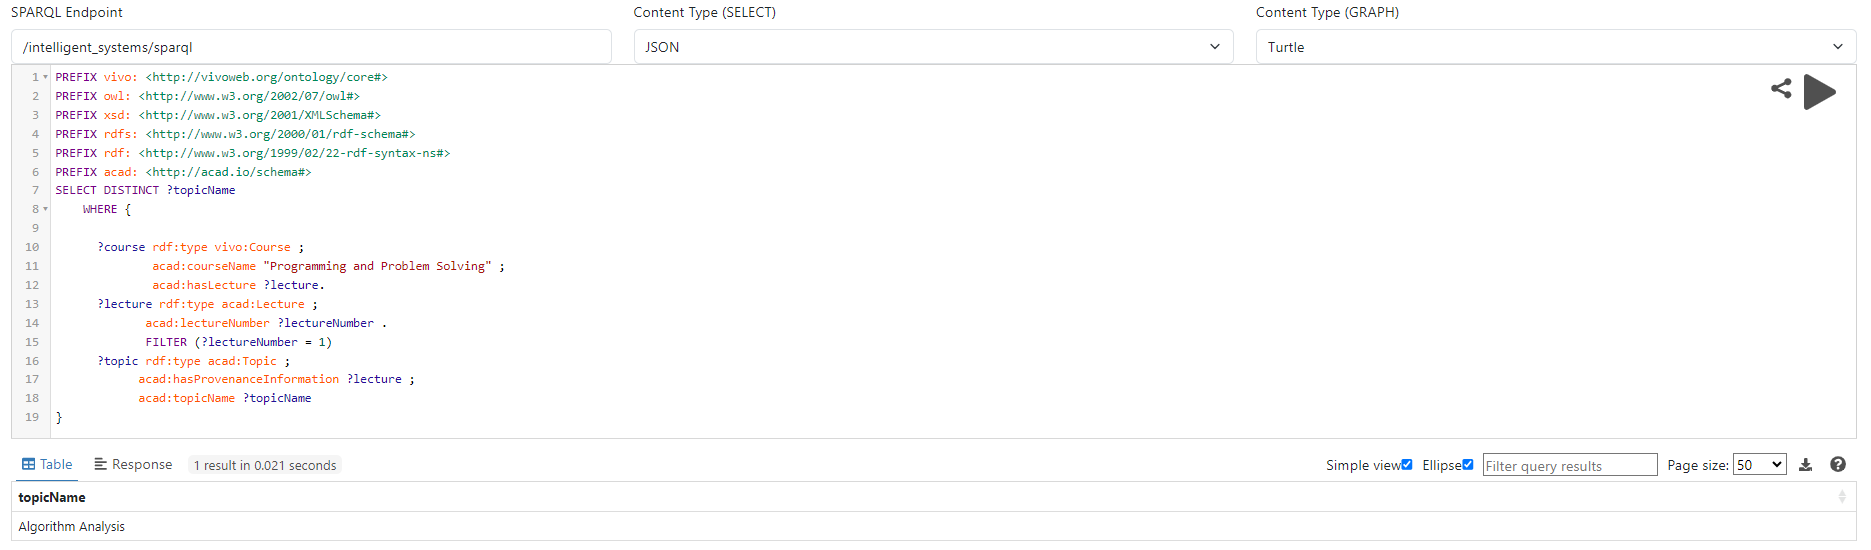 SPARQL Endpoint
Content Type (SELECT)
Content Type (GRAPH)
/intelligent_systems/sparql
JSON
Turtle
1 PREFIX vivo: <http://vivoweb.org/ontology/core#>
2 PREFIX owl: <http://www.w3.org/2002/07/owl#>
3 PREFIX xsd: <http://www.w3.org/2001/XMLSchema#>
4 PREFIX rdfs: <http://www.w3.org/2000/01/rdf-schema#>
5 PREFIX rdf: <http://www.w3.org/1999/02/22-rdf-syntax-ns#>
6 PREFIX acad: <http://acad.io/schema#>
7 SELECT DISTINCT ?topicName
8 WHERE {
9
10 ?course rdf:type vivo:Course ;
11 acad:courseName "Programming and Problem Solving" ;
12 acad:hasLecture ?lecture.
13 ?lecture rdf:type acad:Lecture ;
14 acad:lectureNumber ?lectureNumber .
15 FILTER (?lectureNumber = 1)
16 ?topic rdf:type acad:Topic ;
17 acad:hasProvenanceInformation ?lecture ;
18 acad:topicName ?topicName
19 }
Table Response 1 result in 0.021 seconds
Simple view Ellipse Filter query results Page size: 50
topicName
Algorithm Analysis